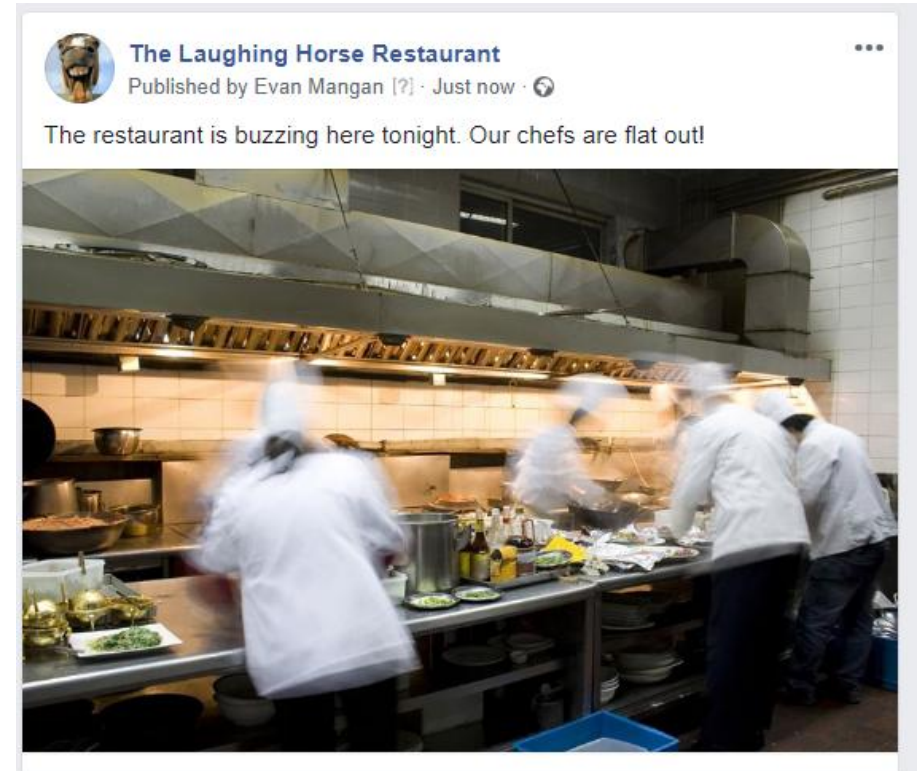 The Laughing Horse Restaurant
Published by Evan Mangan [?] · Just now ·
The restaurant is buzzing here tonight. Our chefs are flat out!